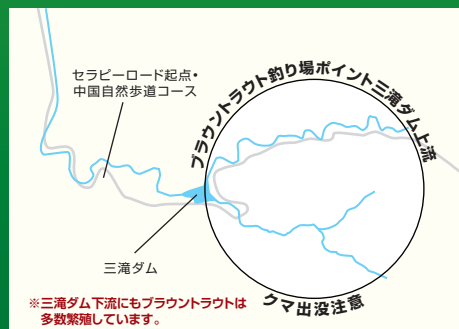 ブラウントラウト釣り場ポイント三滝ダム上流
セラピーロード起点・
中国自然歩道コース
三滝ダム
クマ出没注意
※三滝ダム下流にもブラウントラウトは
多数繁殖しています。